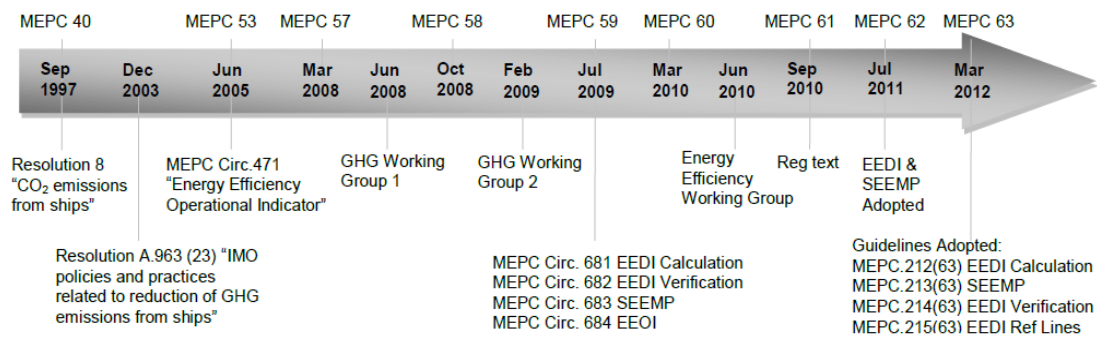 MEPC 40 MEPC 53 MEPC 57 MEPC 58 MEPC 59 MEPC 60 MEPC 61 MEPC 62 MEPC 63
Sep Dec Jun Mar Jun Oct Feb Jul Mar Jun Sep Jul Mar
1997 2003 2005 2008 2008 2008 2009 2009 2010 2010 2010 2011 2012
Resolution 8
“CO₂ emissions
from ships”
Resolution A.963 (23) “IMO
policies and practices
related to reduction of GHG
emissions from ships”
MEPC Circ.471
“Energy Efficiency
Operational Indicator”
GHG Working
Group 1
GHG Working
Group 2
MEPC Circ. 681 EEDI Calculation
MEPC Circ. 682 EEDI Verification
MEPC Circ. 683 SEEMP
MEPC Circ. 684 EEOI
Energy
Efficiency
Working Group
Reg text
EEDI &
SEEMP
Adopted
Guidelines Adopted:
MEPC.212(63) EEDI Calculation
MEPC.213(63) SEEMP
MEPC.214(63) EEDI Verification
MEPC.215(63) EEDI Ref Lines